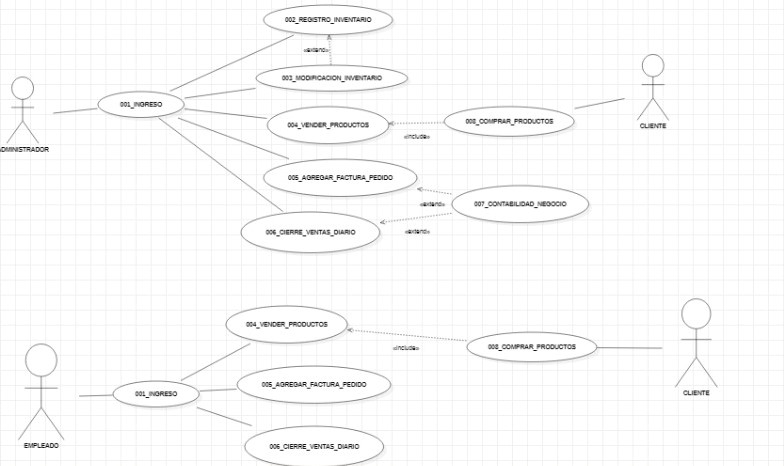 002_REGISTRO_INVENTARIO
«extend»
003_MODIFICACION_INVENTARIO
001_INGRESO
004_VENDER_PRODUCTOS
008_COMPRAR_PRODUCTOS
«include»
CLIENTE
ADMINISTRADOR
005_AGREGAR_FACTURA_PEDIDO
«extend»
007_CONTABILIDAD_NEGOCIO
006_CIERRE_VENTAS_DIARIO
«extend»
004_VENDER_PRODUCTOS
«include»
008_COMPRAR_PRODUCTOS
005_AGREGAR_FACTURA_PEDIDO
001_INGRESO
CLIENTE
EMPLEADO
006_CIERRE_VENTAS_DIARIO